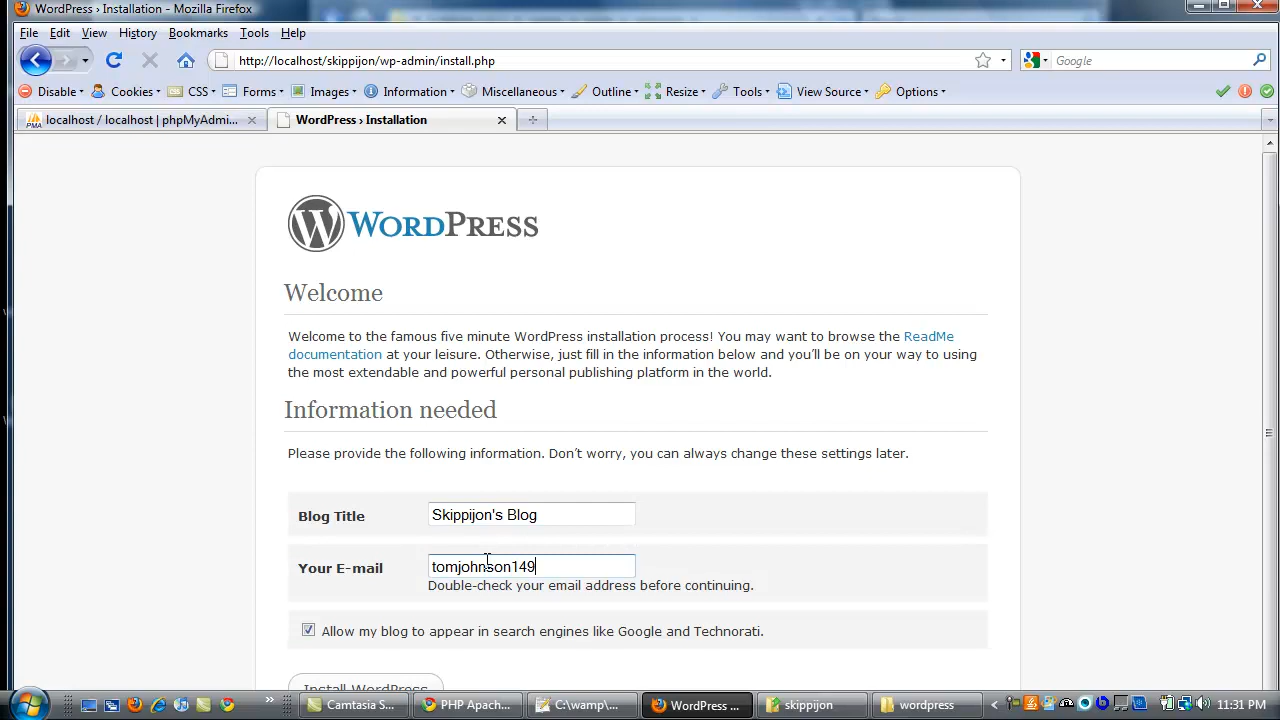 WordPress › Installation - Mozilla Firefox
File Edit View History Bookmarks Tools Help
http://localhost/skippijon/wp-admin/install.php
Google
Disable Cookies CSS Forms Images Information Miscellaneous Outline Resize Tools View Source Options
PMA
localhost / localhost | phpMyAdmi...
WordPress › Installation
WORDPRESS
Welcome
Welcome to the famous five minute WordPress installation process! You may want to browse the ReadMe
documentation at your leisure. Otherwise, just fill in the information below and you'll be on your way to using
the most extendable and powerful personal publishing platform in the world.
Information needed
Please provide the following information. Don't worry, you can always change these settings later.
Blog Title Skippijon's Blog
Your E-mail tomjohnson149
Double-check your email address before continuing.
Allow my blog to appear in search engines like Google and Technorati.
Install WordPress
Camtasia S... PHP Apach... C:\wamp\... WordPress ... skippijon wordpress 11:31 PM